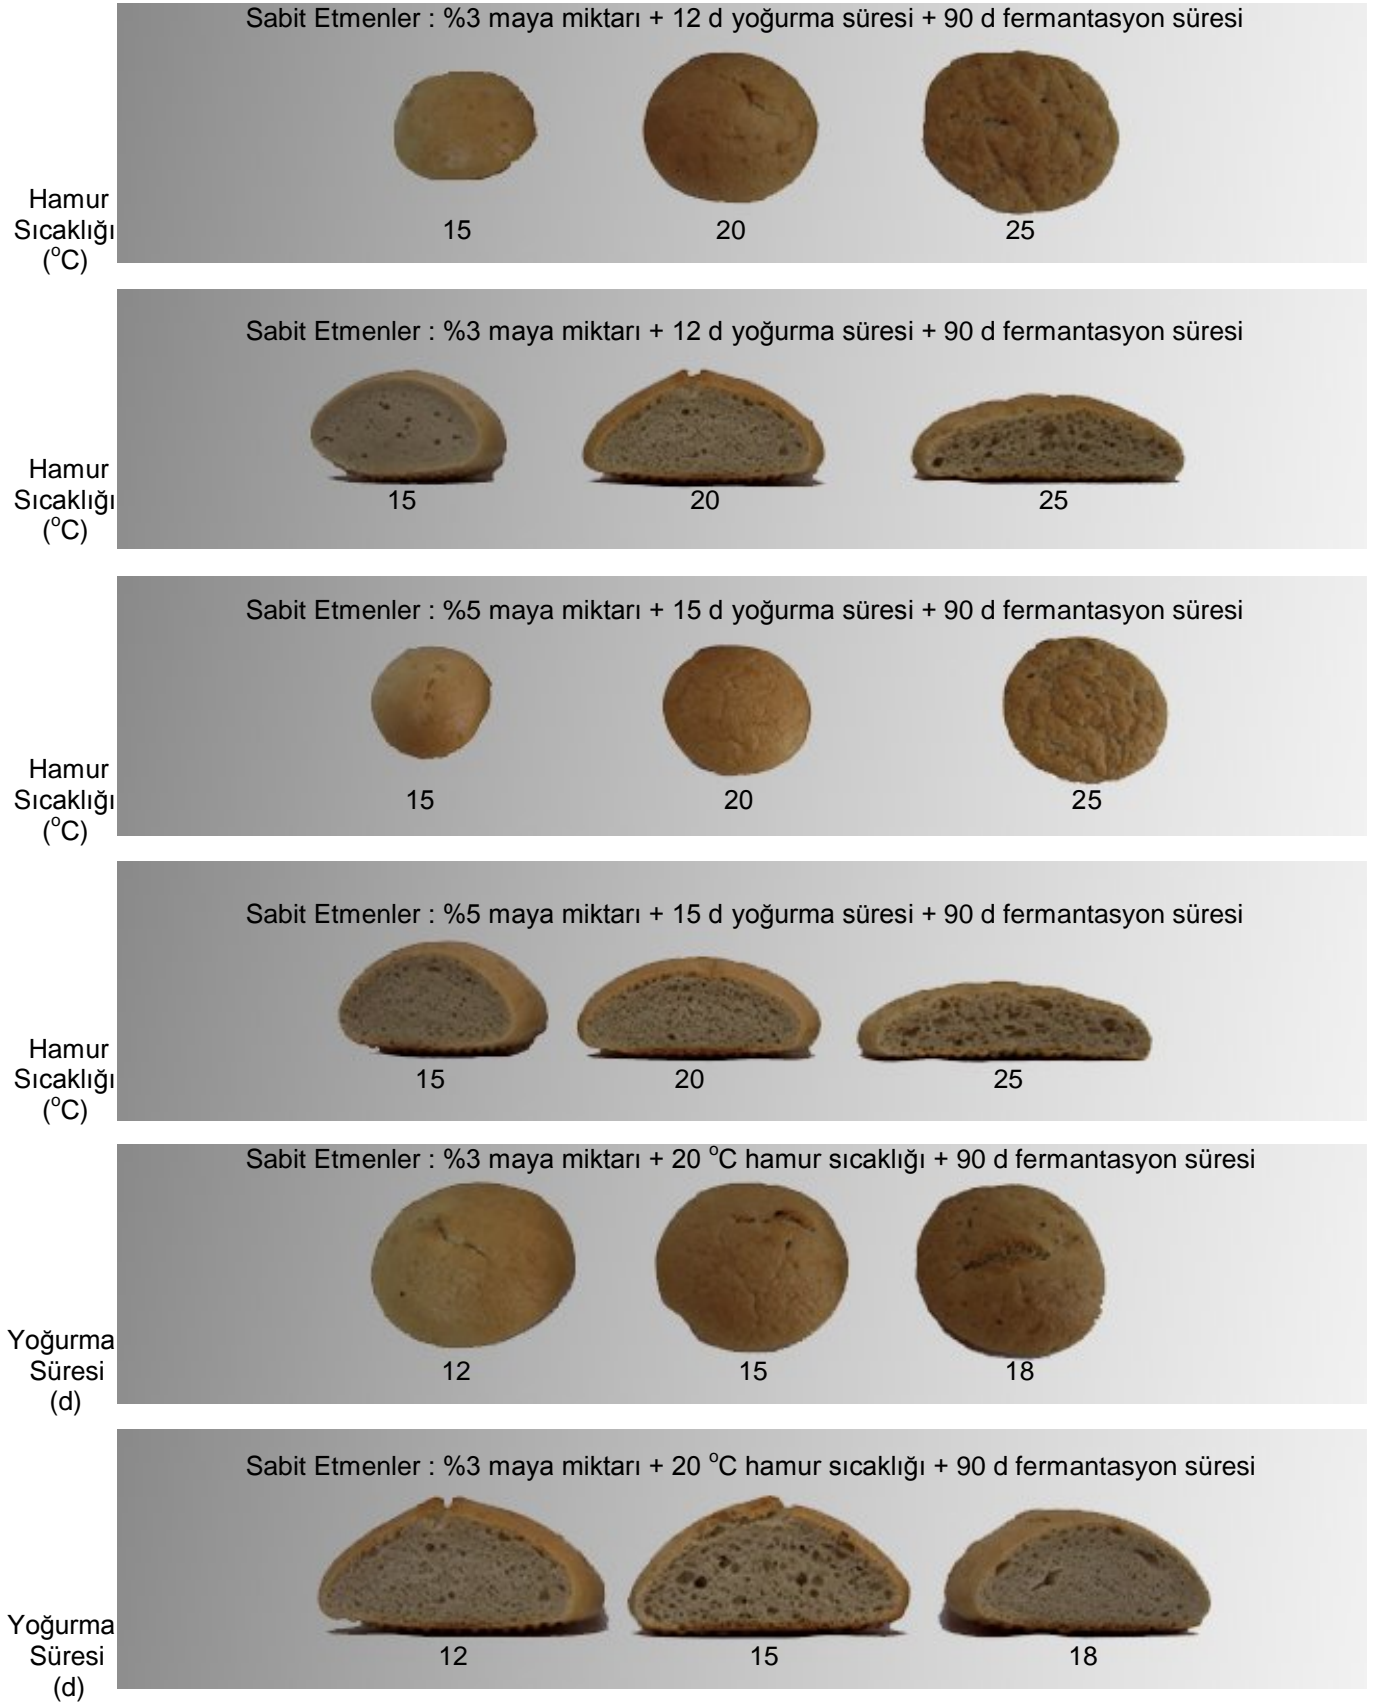 Sabit Etmenler : %3 maya miktarı + 12 d yoğurma süresi + 90 d fermantasyon süresi
Hamur
Sıcaklığı
(°C)
15 20 25
Sabit Etmenler : %3 maya miktarı + 12 d yoğurma süresi + 90 d fermantasyon süresi
Hamur
Sıcaklığı
(°C)
15 20 25
Sabit Etmenler : %5 maya miktarı + 15 d yoğurma süresi + 90 d fermantasyon süresi
Hamur
Sıcaklığı
(°C)
15 20 25
Sabit Etmenler : %5 maya miktarı + 15 d yoğurma süresi + 90 d fermantasyon süresi
Hamur
Sıcaklığı
(°C)
15 20 25
Sabit Etmenler : %3 maya miktarı + 20 °C hamur sıcaklığı + 90 d fermantasyon süresi
Yoğurma
Süresi
(d)
12 15 18
Sabit Etmenler : %3 maya miktarı + 20 °C hamur sıcaklığı + 90 d fermantasyon süresi
Yoğurma
Süresi
(d)
12 15 18